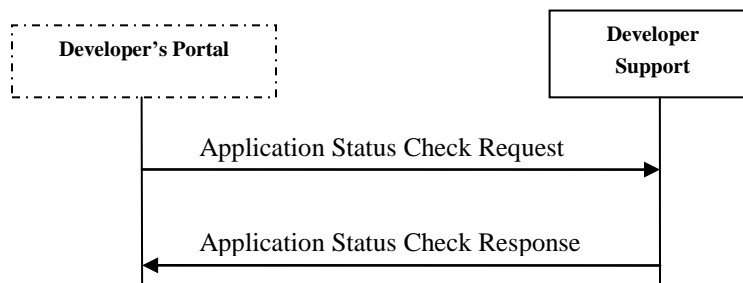 Developer’s Portal
Developer
Support
Application Status Check Request
Application Status Check Response